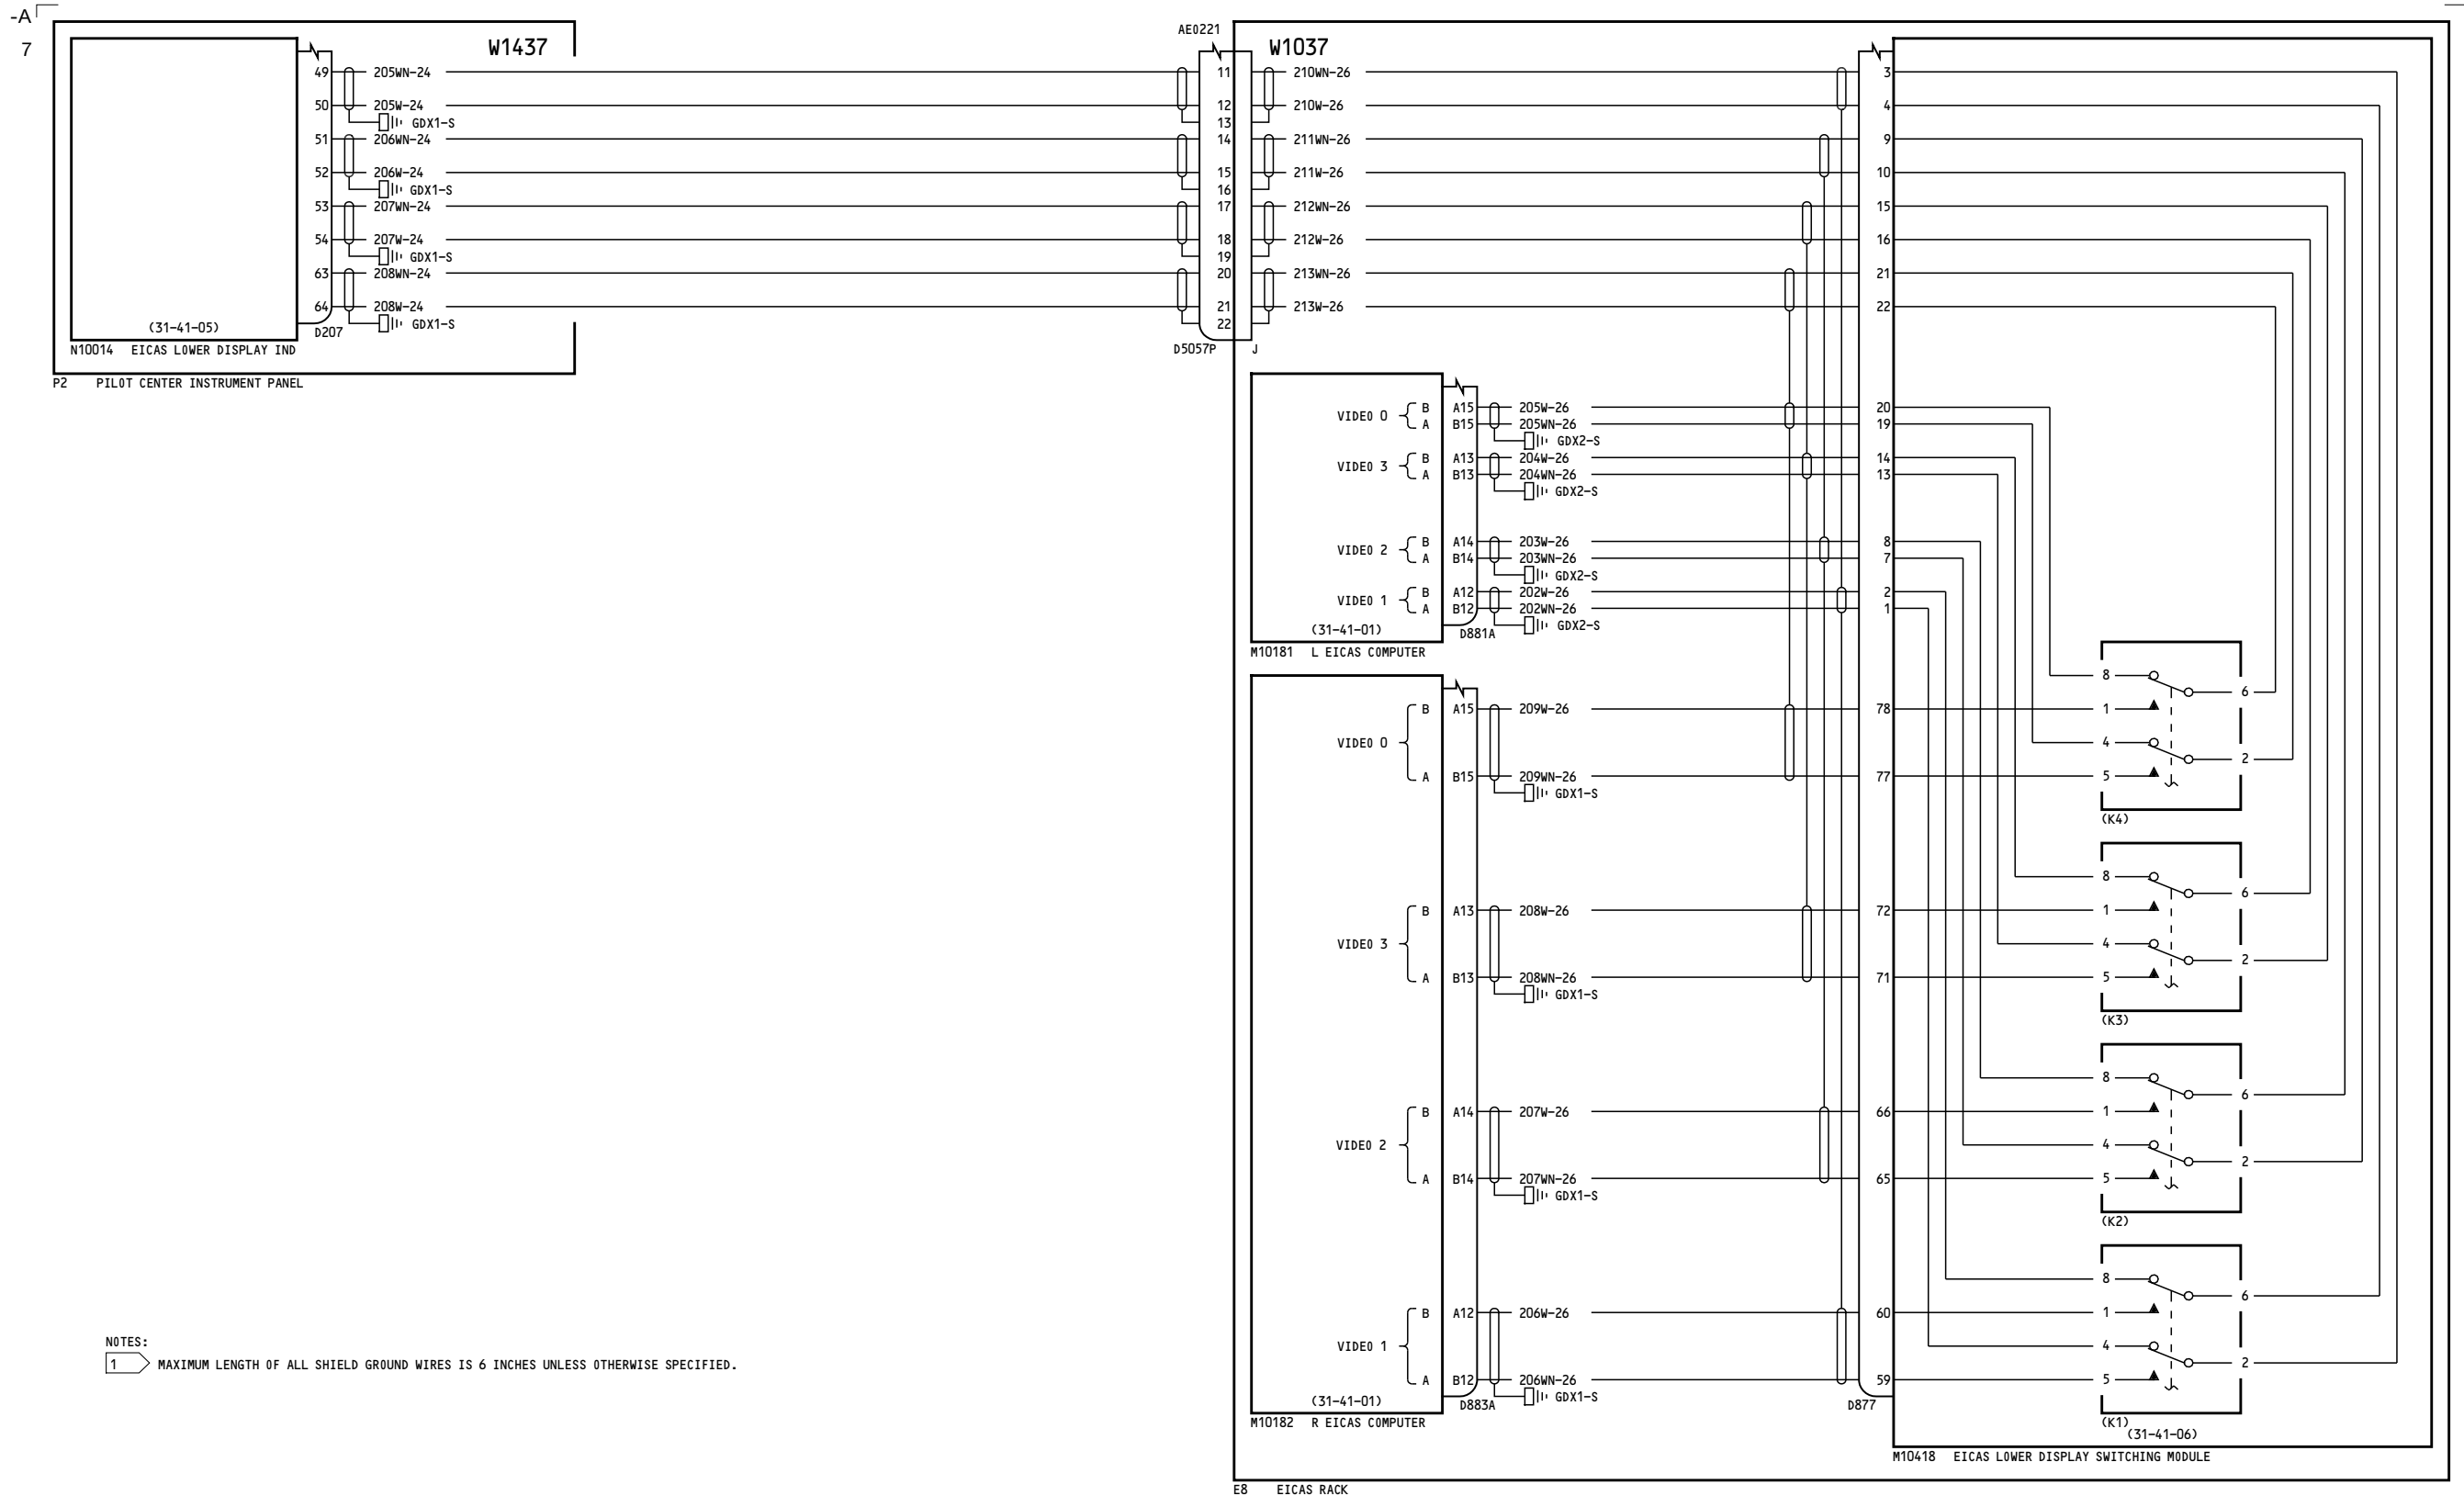 -A
7
W1437
49 205WN-24
50 205W-24
GDX1-S
51 206WN-24
52 206W-24
GDX1-S
53 207WN-24
54 207W-24
GDX1-S
63 208WN-24
64 208W-24
GDX1-S
(31-41-05)
D207
N10014 EICAS LOWER DISPLAY IND
P2 PILOT CENTER INSTRUMENT PANEL
AE0221
W1037
11 210WN-26 3
12 210W-26 4
13
14 211WN-26 9
15 211W-26 10
16
17 212WN-26 15
18 212W-26 16
19
20 213WN-26 21
21 213W-26 22
22
D5057P J
VIDEO 0
B A15 205W-26 20
A B15 205WN-26 19
GDX2-S
VIDEO 3
B A13 204W-26 14
A B13 204WN-26 13
GDX2-S
VIDEO 2
B A14 203W-26 8
A B14 203WN-26 7
GDX2-S
VIDEO 1
B A12 202W-26 2
A B12 202WN-26 1
GDX2-S
(31-41-01)
D881A
M10181 L EICAS COMPUTER
B A15 209W-26 78
VIDEO 0
A B15 209WN-26 77
GDX1-S
B A13 208W-26 72
VIDEO 3
A B13 208WN-26 71
GDX1-S
B A14 207W-26 66
VIDEO 2
A B14 207WN-26 65
GDX1-S
B A12 206W-26 60
VIDEO 1
A B12 206WN-26 59
GDX1-S
(31-41-01)
D883A
D877
M10182 R EICAS COMPUTER
8
6
1
4
2
5
(K4)
8
6
1
4
2
5
(K3)
8
6
1
4
2
5
(K2)
8
6
1
4
2
5
(K1)
(31-41-06)
M10418 EICAS LOWER DISPLAY SWITCHING MODULE
E8 EICAS RACK
NOTES:
1 MAXIMUM LENGTH OF ALL SHIELD GROUND WIRES IS 6 INCHES UNLESS OTHERWISE SPECIFIED.